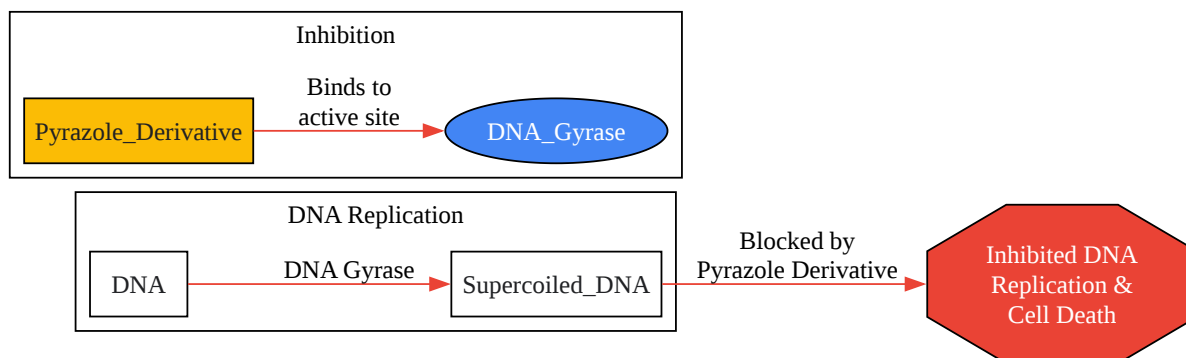 Inhibition
Binds to
active site
Pyrazole_Derivative
DNA_Gyrase
DNA Replication
DNA
DNA Gyrase
Supercoiled_DNA
Blocked by
Pyrazole Derivative
Inhibited DNA
Replication &
Cell Death